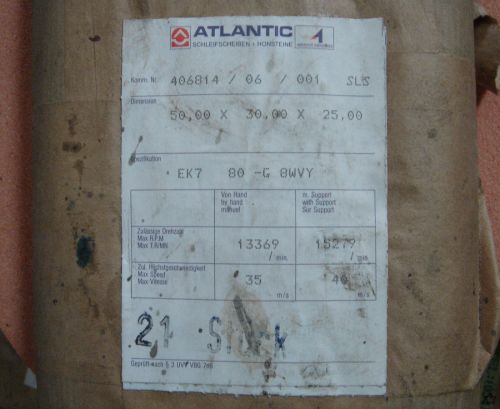 ATLANTIC
SCHLEIFSCHEIBEN + HONSTEINE
Komm. Nr. 406814 / 06 / 001 SLS
Dimension
50,00 X 30,00 X 25,00
Spezifikation
EK7 80 -G 8WVY
Von Hand m. Support
by hand with Support
manuel Sur Support
Zulässige Drehzahl
Max R.P.M 13369 15279
Max T.R/MN / min. / min.
Zul. Höchstgeschwindigkeit
Max Speed 35 40
Max Vitesse m/s m/s
21 Stück
Geprüft nach § 3 UVV VBG 7n6